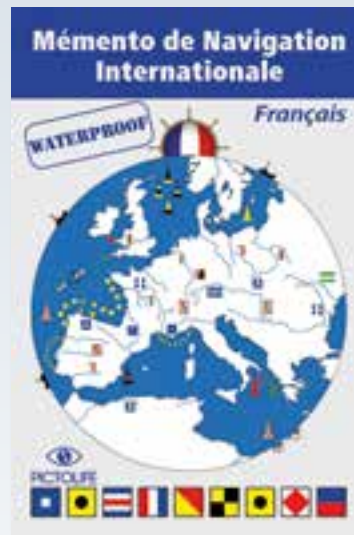 Mémento de Navigation
Internationale
Français
WATERPROOF
PICTOLIFE